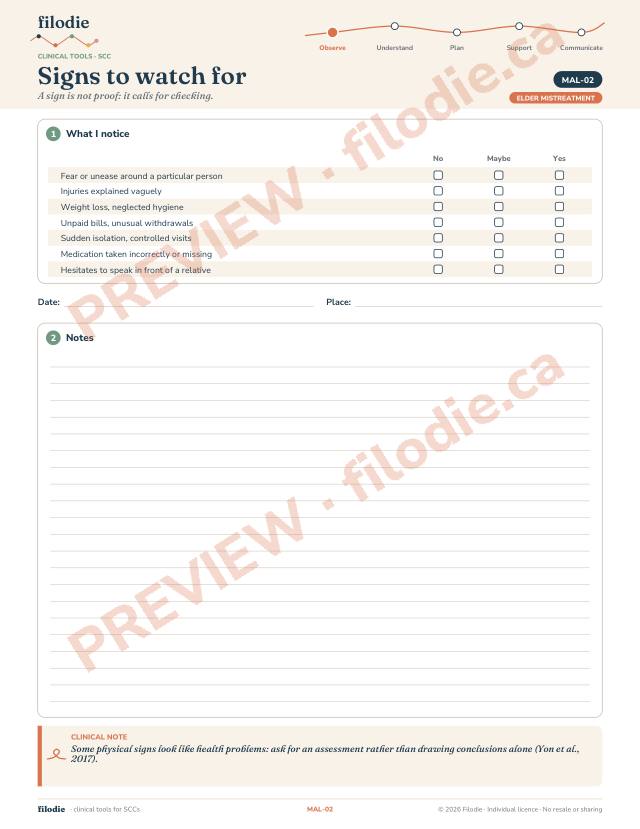 filodie
Observe Understand Plan Support Communicate
CLINICAL TOOLS · SCC
Signs to watch for
A sign is not proof: it calls for checking.
MAL-02
ELDER MISTREATMENT
1 What I notice
No Maybe Yes
Fear or unease around a particular person
Injuries explained vaguely
Weight loss, neglected hygiene
Unpaid bills, unusual withdrawals
Sudden isolation, controlled visits
Medication taken incorrectly or missing
Hesitates to speak in front of a relative
Date: Place:
2 Notes
PREVIEW · filodie.ca
PREVIEW · filodie.ca
CLINICAL NOTE
Some physical signs look like health problems: ask for an assessment rather than drawing conclusions alone (Yon et al.,
2017).
filodie · clinical tools for SCCs MAL-02 © 2026 Filodie · Individual licence · No resale or sharing